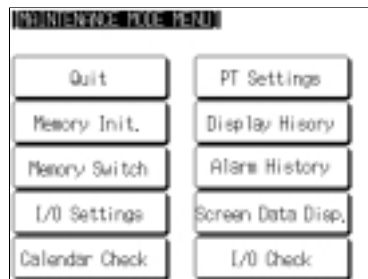 [MAINTENANCE MODE MENU]
Quit
PT Settings
Memory Init.
Display Hisory
Memory Switch
Alarm History
I/O Settings
Screen Data Disp.
Calendar Check
I/O Check